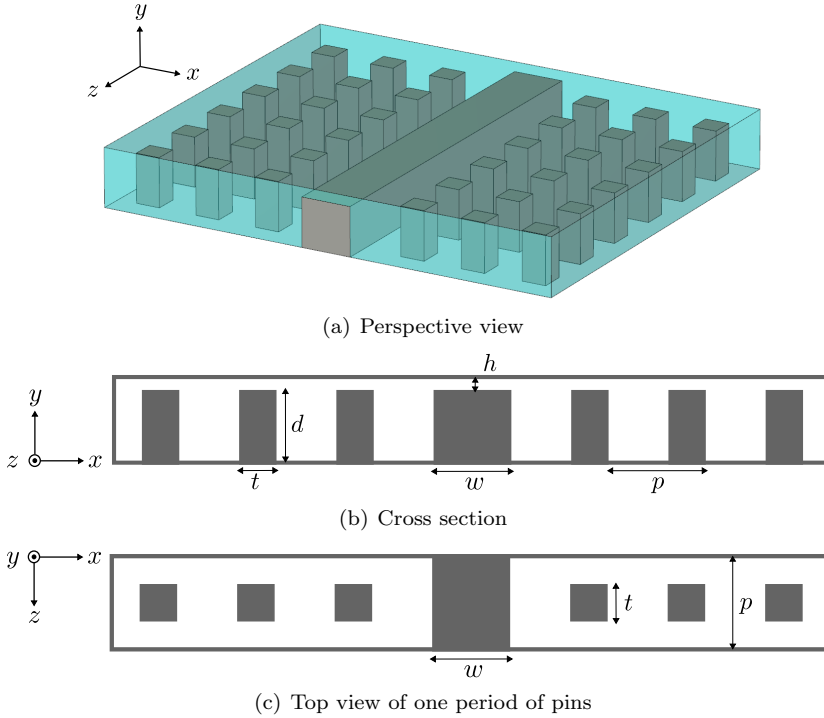 y
z x
(a) Perspective view
h
y
d
z x
t w p
(b) Cross section
y x
z
t p
w
(c) Top view of one period of pins